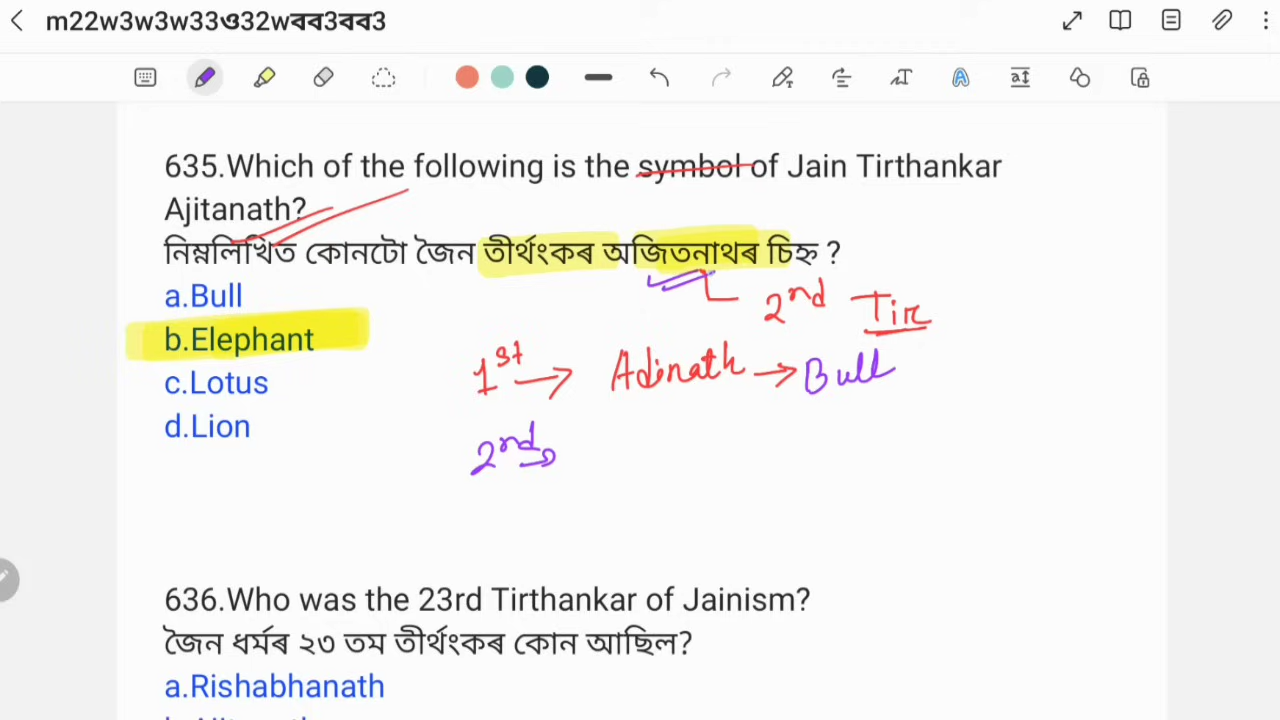 m22w3w3w33ও32wবব3বব3
635.Which of the following is the symbol of Jain Tirthankar
Ajitanath?
নিম্নলিখিত কোনটো জৈন তীৰ্থংকৰ অজিতনাথৰ চিহ্ন ?
a.Bull
2nd Tir
b.Elephant
1st → Adinath → Bull
c.Lotus
d.Lion
2nd →
636.Who was the 23rd Tirthankar of Jainism?
জৈন ধৰ্মৰ ২৩ তম তীৰ্থংকৰ কোন আছিল?
a.Rishabhanath